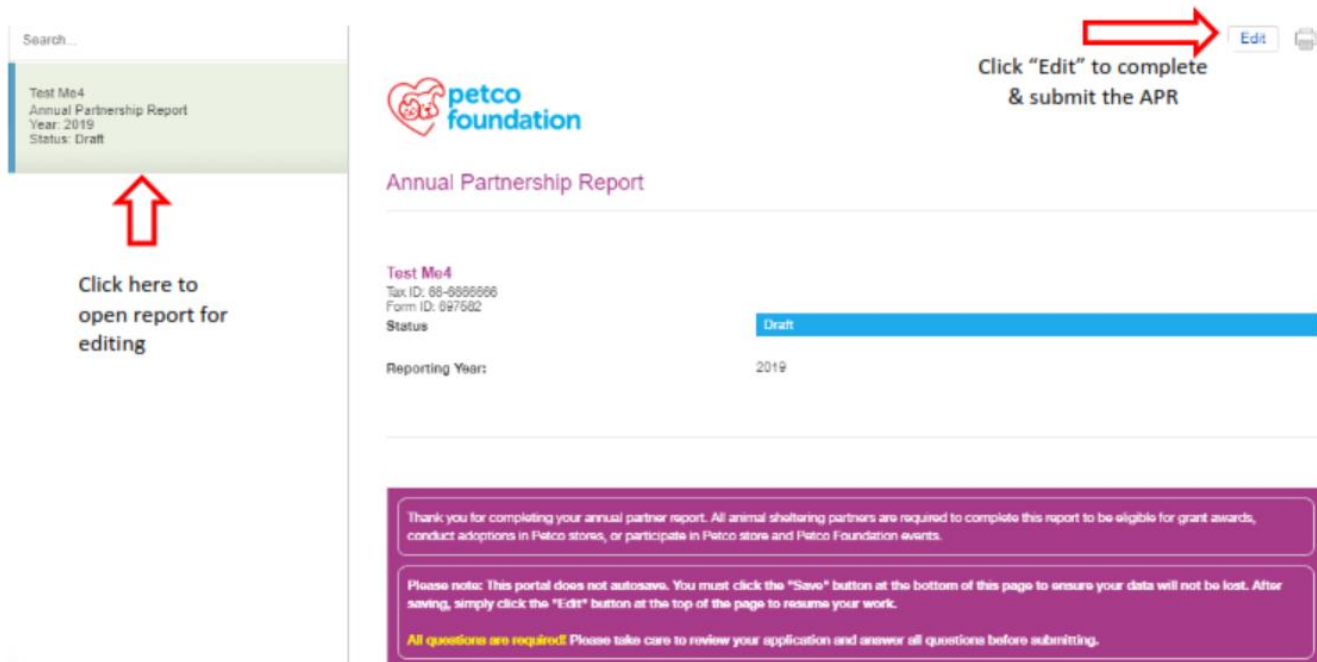 Search...
Test Me4
Annual Partnership Report
Year: 2019
Status: Draft
Click here to
open report for
editing
Edit
Click “Edit” to complete
& submit the APR
petco
foundation
Annual Partnership Report
Test Me4
Tax ID: 66-6666666
Form ID: 697582
Status
Draft
Reporting Year:
2019
Thank you for completing your annual partner report. All animal sheltering partners are required to complete this report to be eligible for grant awards,
conduct adoptions in Petco stores, or participate in Petco store and Petco Foundation events.
Please note: This portal does not autosave. You must click the "Save" button at the bottom of this page to ensure your data will not be lost. After
saving, simply click the "Edit" button at the top of the page to resume your work.
All questions are required! Please take care to review your application and answer all questions before submitting.